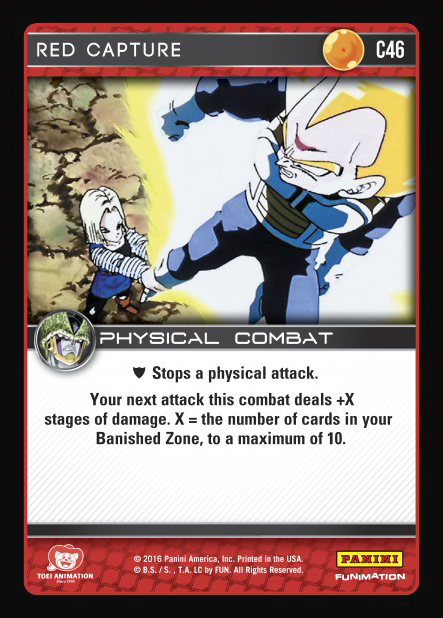 RED CAPTURE
C46
PHYSICAL COMBAT
Stops a physical attack.
Your next attack this combat deals +X
stages of damage. X = the number of cards in your
Banished Zone, to a maximum of 10.
TOEI ANIMATION
Since 1956
© 2016 Panini America, Inc. Printed in the USA.
© B.S. / S. , T.A. LC by FUN. All Rights Reserved.
PANINI
FUNIMATION